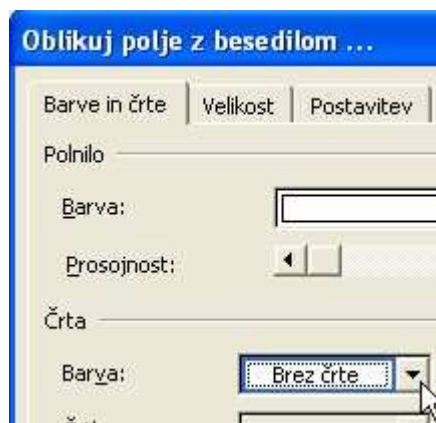 Oblikuj polje z besedilom ...
Barve in črte Velikost Postavitev
Polnilo
Barva:
Prosojnost:
Črta
Barva: Brez črte